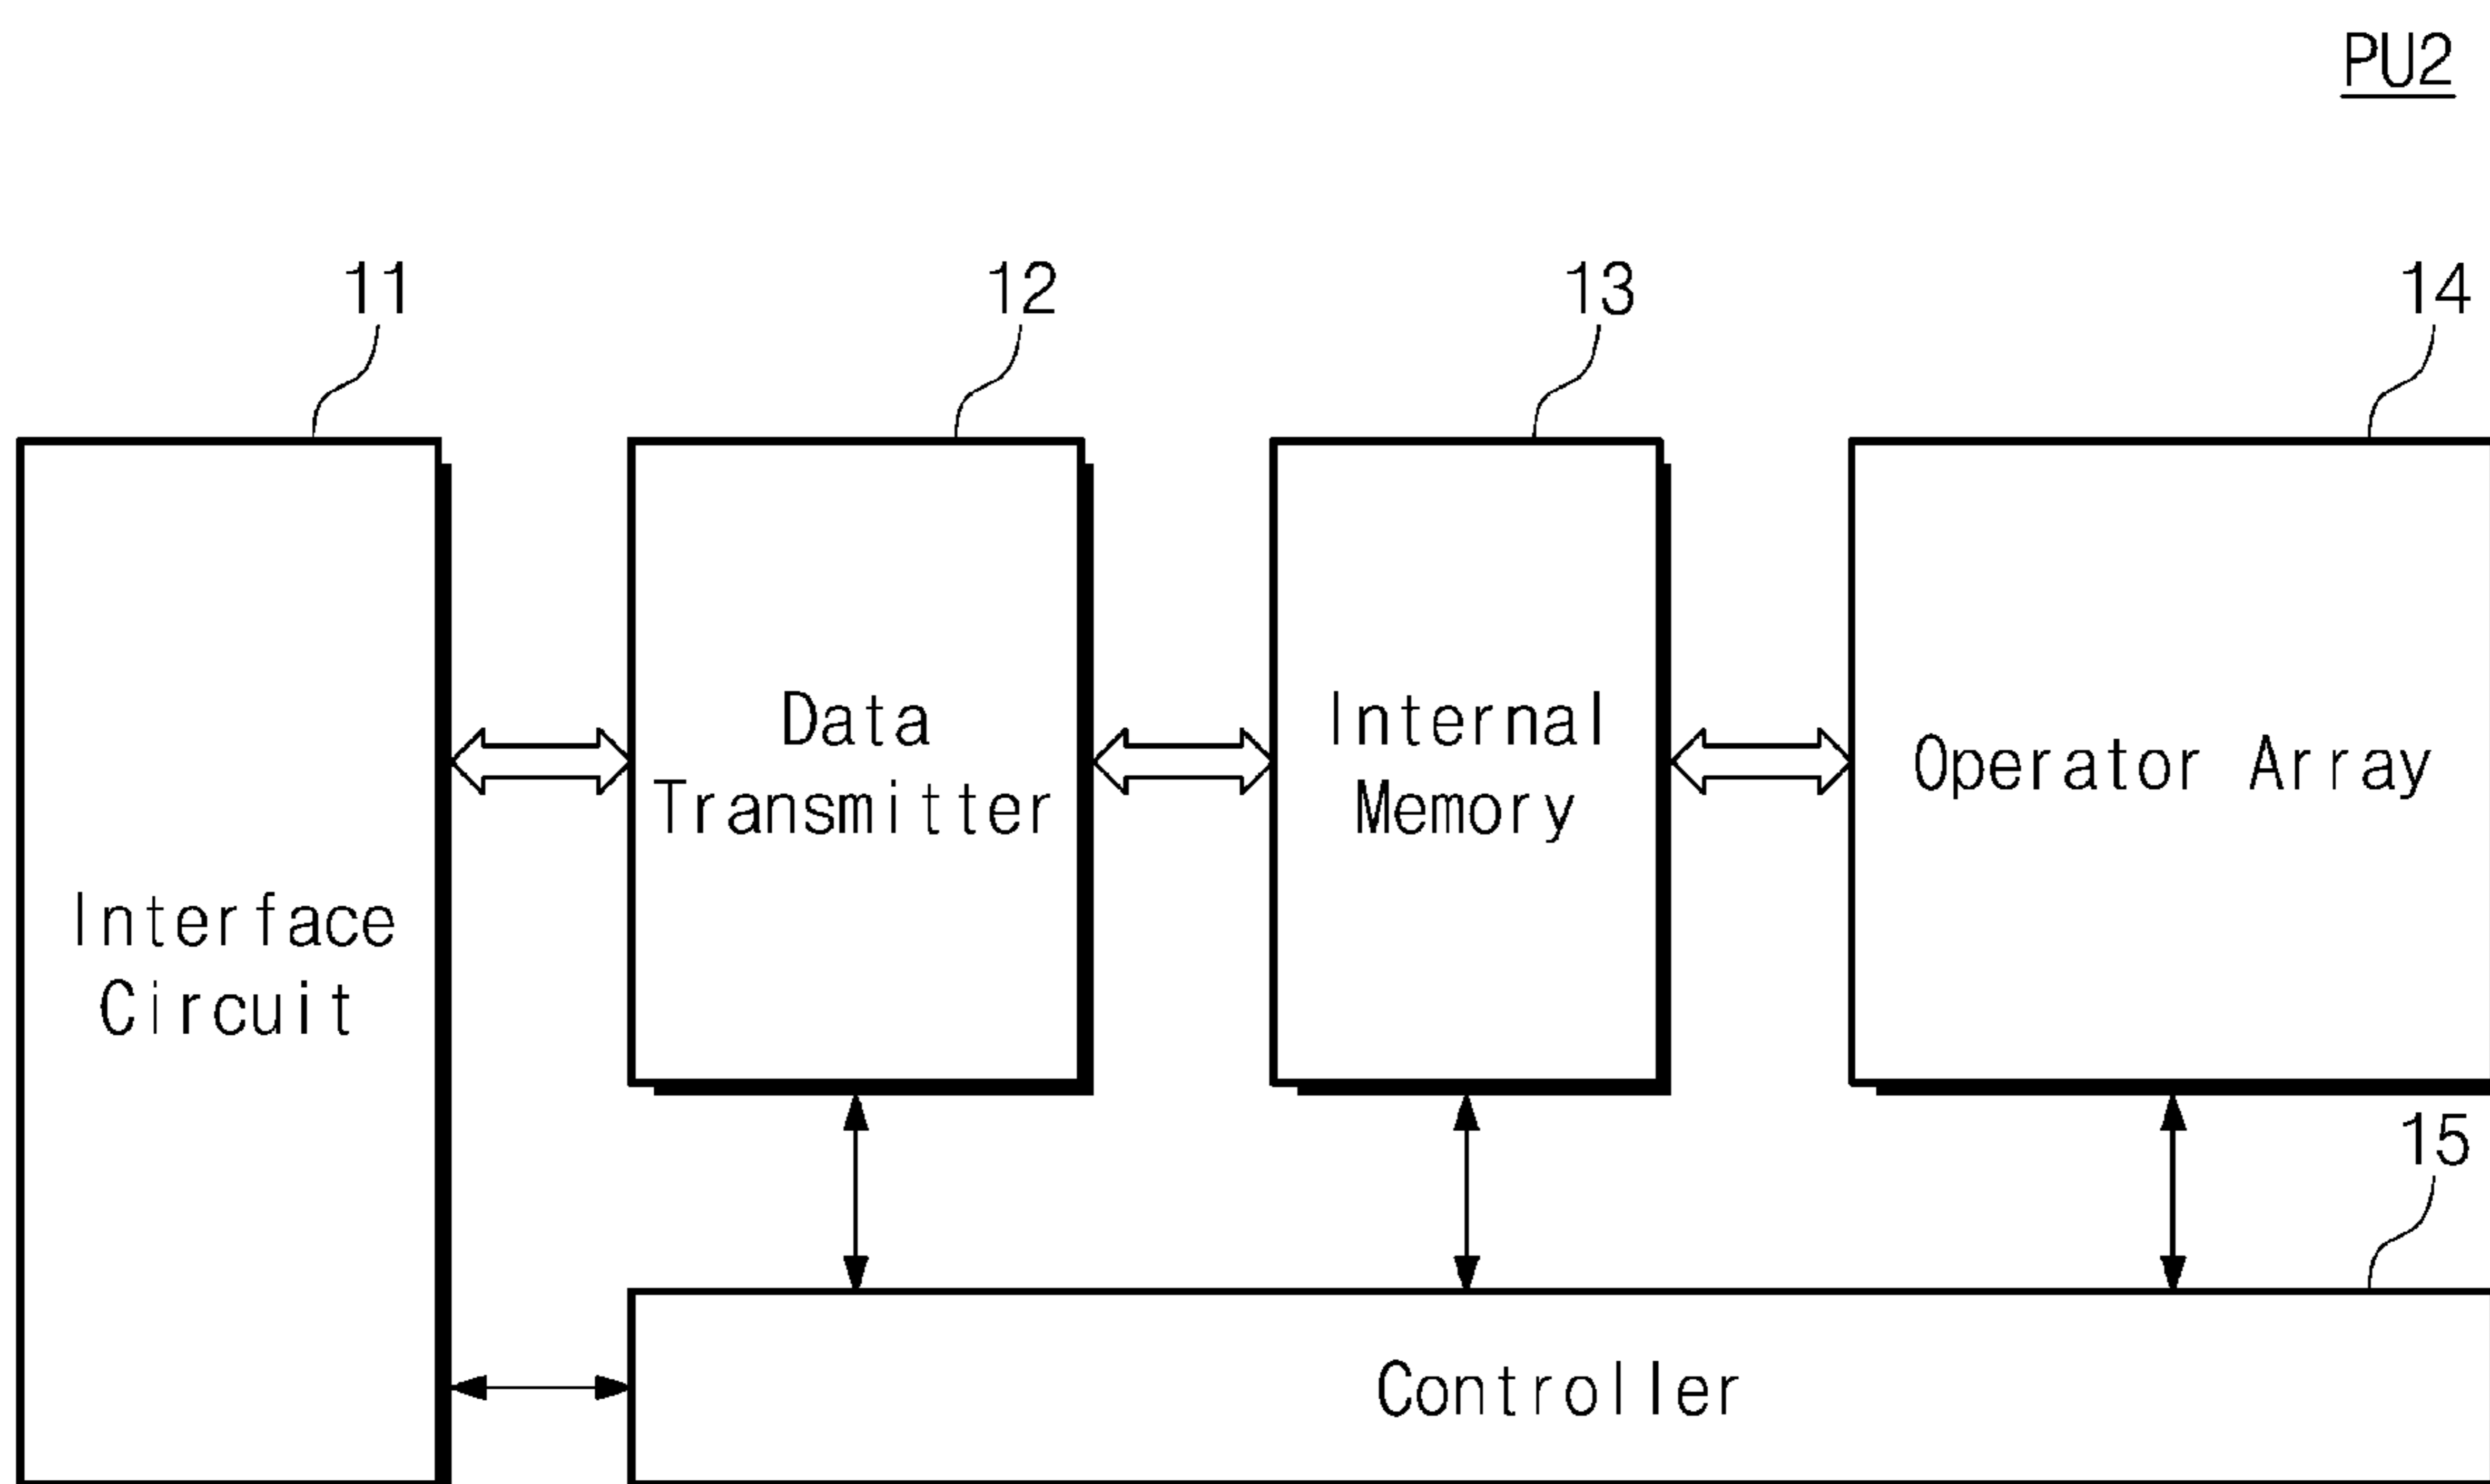 PU2
11
12
13
14
Data
Transmitter
Internal
Memory
Operator Array
Interface
Circuit
15
Controller